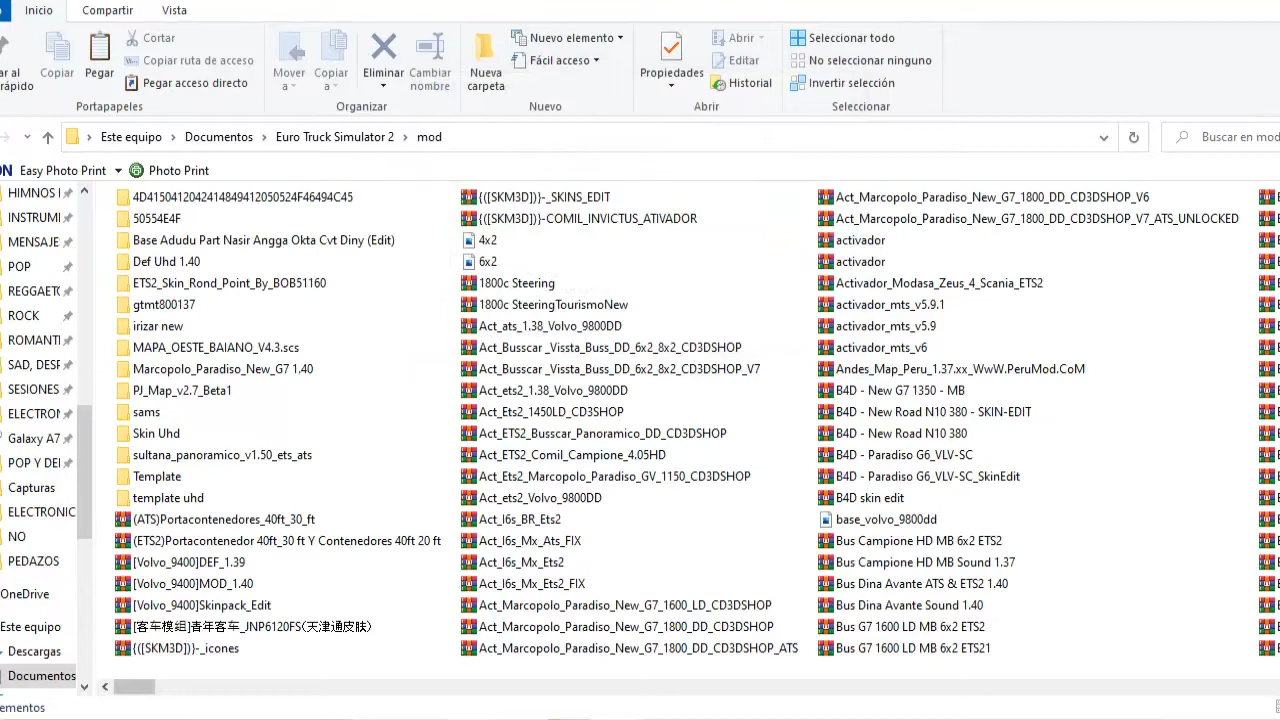 Inicio
Compartir
Vista
Cortar
Copiar ruta de acceso
Pegar acceso directo
Copiar
Pegar
Portapapeles
Mover a
Copiar a
Eliminar
Cambiar nombre
Organizar
Nueva carpeta
Nuevo elemento
Fácil acceso
Nuevo
Propiedades
Abrir
Editar
Historial
Abrir
Seleccionar todo
No seleccionar ninguno
Invertir selección
Seleccionar
Este equipo > Documentos > Euro Truck Simulator 2 > mod
Buscar en mod
Easy Photo Print
Photo Print
HIMNOS
INSTRUM
MENSAJE
POP
REGGAET
ROCK
ROMANTI
SAD, DESP
SESIONES
ELECTRON
Galaxy A7
POP Y DEI
Capturas
ELECTRONIC
NO
PEDAZOS
OneDrive
Este equipo
Descargas
Documentos
ementos
4D415041204241484941205052 4F46494C45
50554E4F
Base Adudu Part Nasir Angga Okta Cvt Diny (Edit)
Def Uhd 1.40
ETS2_Skin_Rond_Point_By_BOB51160
gtmt800137
irizar new
MAPA_OESTE_BAIANO_V4.3.scs
Marcopolo_Paradiso_New_G7 1.40
PJ_Map_v2.7_Beta1
sams
Skin Uhd
sultana_panoramico_v1.50_ets_ats
Template
template uhd
(ATS)Portacontenedores_40ft_30_ft
(ETS2)Portacontenedor 40ft_30 ft Y Contenedores 40ft 20 ft
[Volvo_9400]DEF_1.39
[Volvo_9400]MOD_1.40
[Volvo_9400]Skinpack_Edit
[客车模组]青年客车_JNP6120FS(天津通皮肤)
{([SKM3D])}-_icones
{([SKM3D])}-_SKINS_EDIT
{([SKM3D])}-COMIL_INVICTUS_ATIVADOR
4x2
6x2
1800c Steering
1800c SteeringTourismoNew
Act_ats_1.38_Volvo_9800DD
Act_Busscar _Vissta_Buss_DD_6x2_8x2_CD3DSHOP
Act_Busscar _Vissta_Buss_DD_6x2_8x2_CD3DSHOP_V7
Act_ets2_1.38_Volvo_9800DD
Act_Ets2_1450LD_CD3SHOP
Act_ETS2_Busscar_Panoramico_DD_CD3DSHOP
Act_ETS2_Comil_Campione_4.05HD
Act_Ets2_Marcopolo_Paradiso_GV_1150_CD3DSHOP
Act_ets2_Volvo_9800DD
Act_I6s_BR_Ets2
Act_I6s_Mx_Ats_FIX
Act_I6s_Mx_Ets2
Act_I6s_Mx_Ets2_FIX
Act_Marcopolo_Paradiso_New_G7_1600_LD_CD3DSHOP
Act_Marcopolo_Paradiso_New_G7_1800_DD_CD3DSHOP
Act_Marcopolo_Paradiso_New_G7_1800_DD_CD3DSHOP_ATS
Act_Marcopolo_Paradiso_New_G7_1800_DD_CD3DSHOP_V6
Act_Marcopolo_Paradiso_New_G7_1800_DD_CD3DSHOP_V7_ATS_UNLOCKED
activador
activador
Activador_Modasa_Zeus_4_Scania_ETS2
activador_mts_v5.9.1
activador_mts_v5.9
activador_mts_v6
Andes_Map_Peru_1.37.xx_WwW.PeruMod.CoM
B4D - New G7 1350 - MB
B4D - New Road N10 380 - SKIN-EDIT
B4D - New Road N10 380
B4D - Paradiso G6_VLV-SC
B4D - Paradiso G6_VLV-SC_SkinEdit
B4D skin edit
base_volvo_9800dd
Bus Campione HD MB 6x2 ETS2
Bus Campione HD MB Sound 1.37
Bus Dina Avante ATS & ETS2 1.40
Bus Dina Avante Sound 1.40
Bus G7 1600 LD MB 6x2 ETS2
Bus G7 1600 LD MB 6x2 ETS21